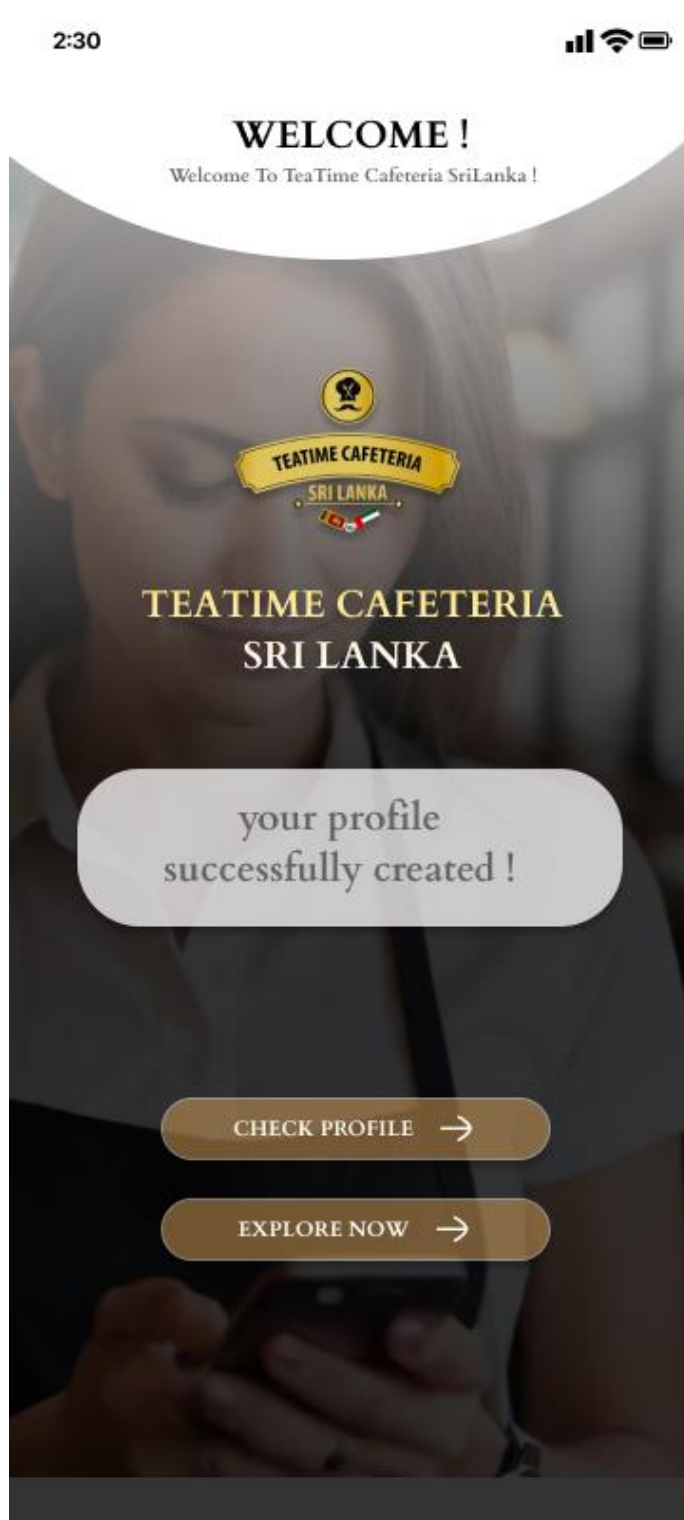 2:30
WELCOME !
Welcome To TeaTime Cafeteria SriLanka !
TEATIME CAFETERIA
SRI LANKA
TEATIME CAFETERIA
SRI LANKA
your profile
successfully created !
CHECK PROFILE
EXPLORE NOW